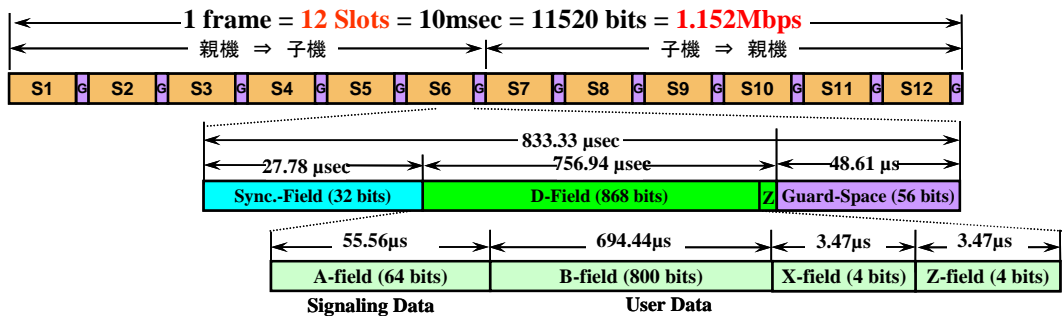 1 frame = 12 Slots = 10msec = 11520 bits = 1.152Mbps
親機 ⇒ 子機 子機 ⇒ 親機
S1 G S2 G S3 G S4 G S5 G S6 G S7 G S8 G S9 G S10 G S11 G S12 G
833.33 µsec
27.78 µsec 756.94 µsec 48.61 µs
Sync.-Field (32 bits) D-Field (868 bits) Z Guard-Space (56 bits)
55.56µs 694.44µs 3.47µs 3.47µs
A-field (64 bits) B-field (800 bits) X-field (4 bits) Z-field (4 bits)
Signaling Data User Data